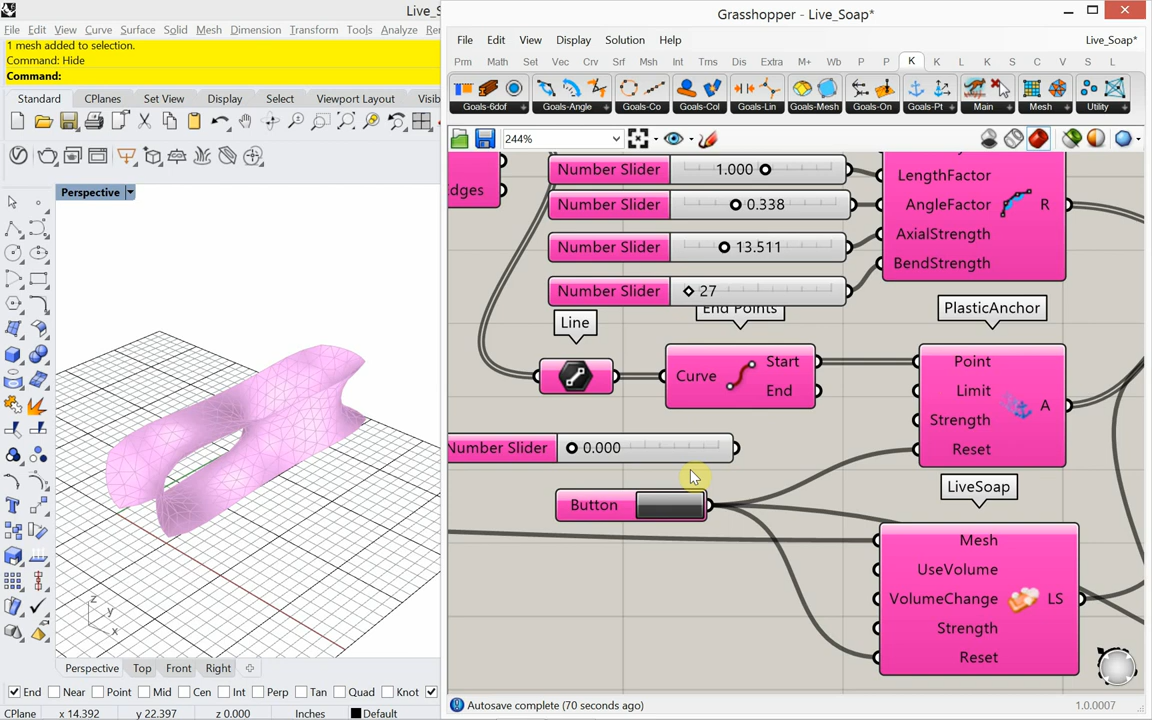 Live_S
File Edit View Curve Surface Solid Mesh Dimension Transform Tools Analyze Re
1 mesh added to selection.
Command: Hide
Command:
Standard CPlanes Set View Display Select Viewport Layout Visib
Perspective
z
y
x
Perspective Top Front Right
End Near Point Mid Cen Int Perp Tan Quad Knot
CPlane x 14.392 y 22.397 z 0.000 Inches Default
Grasshopper - Live_Soap*
File Edit View Display Solution Help Live_Soap*
Prm Math Set Vec Crv Srf Msh Int Trns Dis Extra M+ Wb P P K K L K S C V S L
Goals-6dof Goals-Angle Goals-Co Goals-Col Goals-Lin Goals-Mesh Goals-On Goals-Pt Main Mesh Utility
244%
dges
Number Slider 1.000
Number Slider 0.338
Number Slider 13.511
Number Slider 27
LengthFactor
AngleFactor
AxialStrength
BendStrength
R
Line
End Points
PlasticAnchor
Curve
Start
End
Point
Limit
Strength
Reset
A
Number Slider 0.000
Button
LiveSoap
Mesh
UseVolume
VolumeChange
Strength
Reset
LS
Autosave complete (70 seconds ago)
1.0.0007